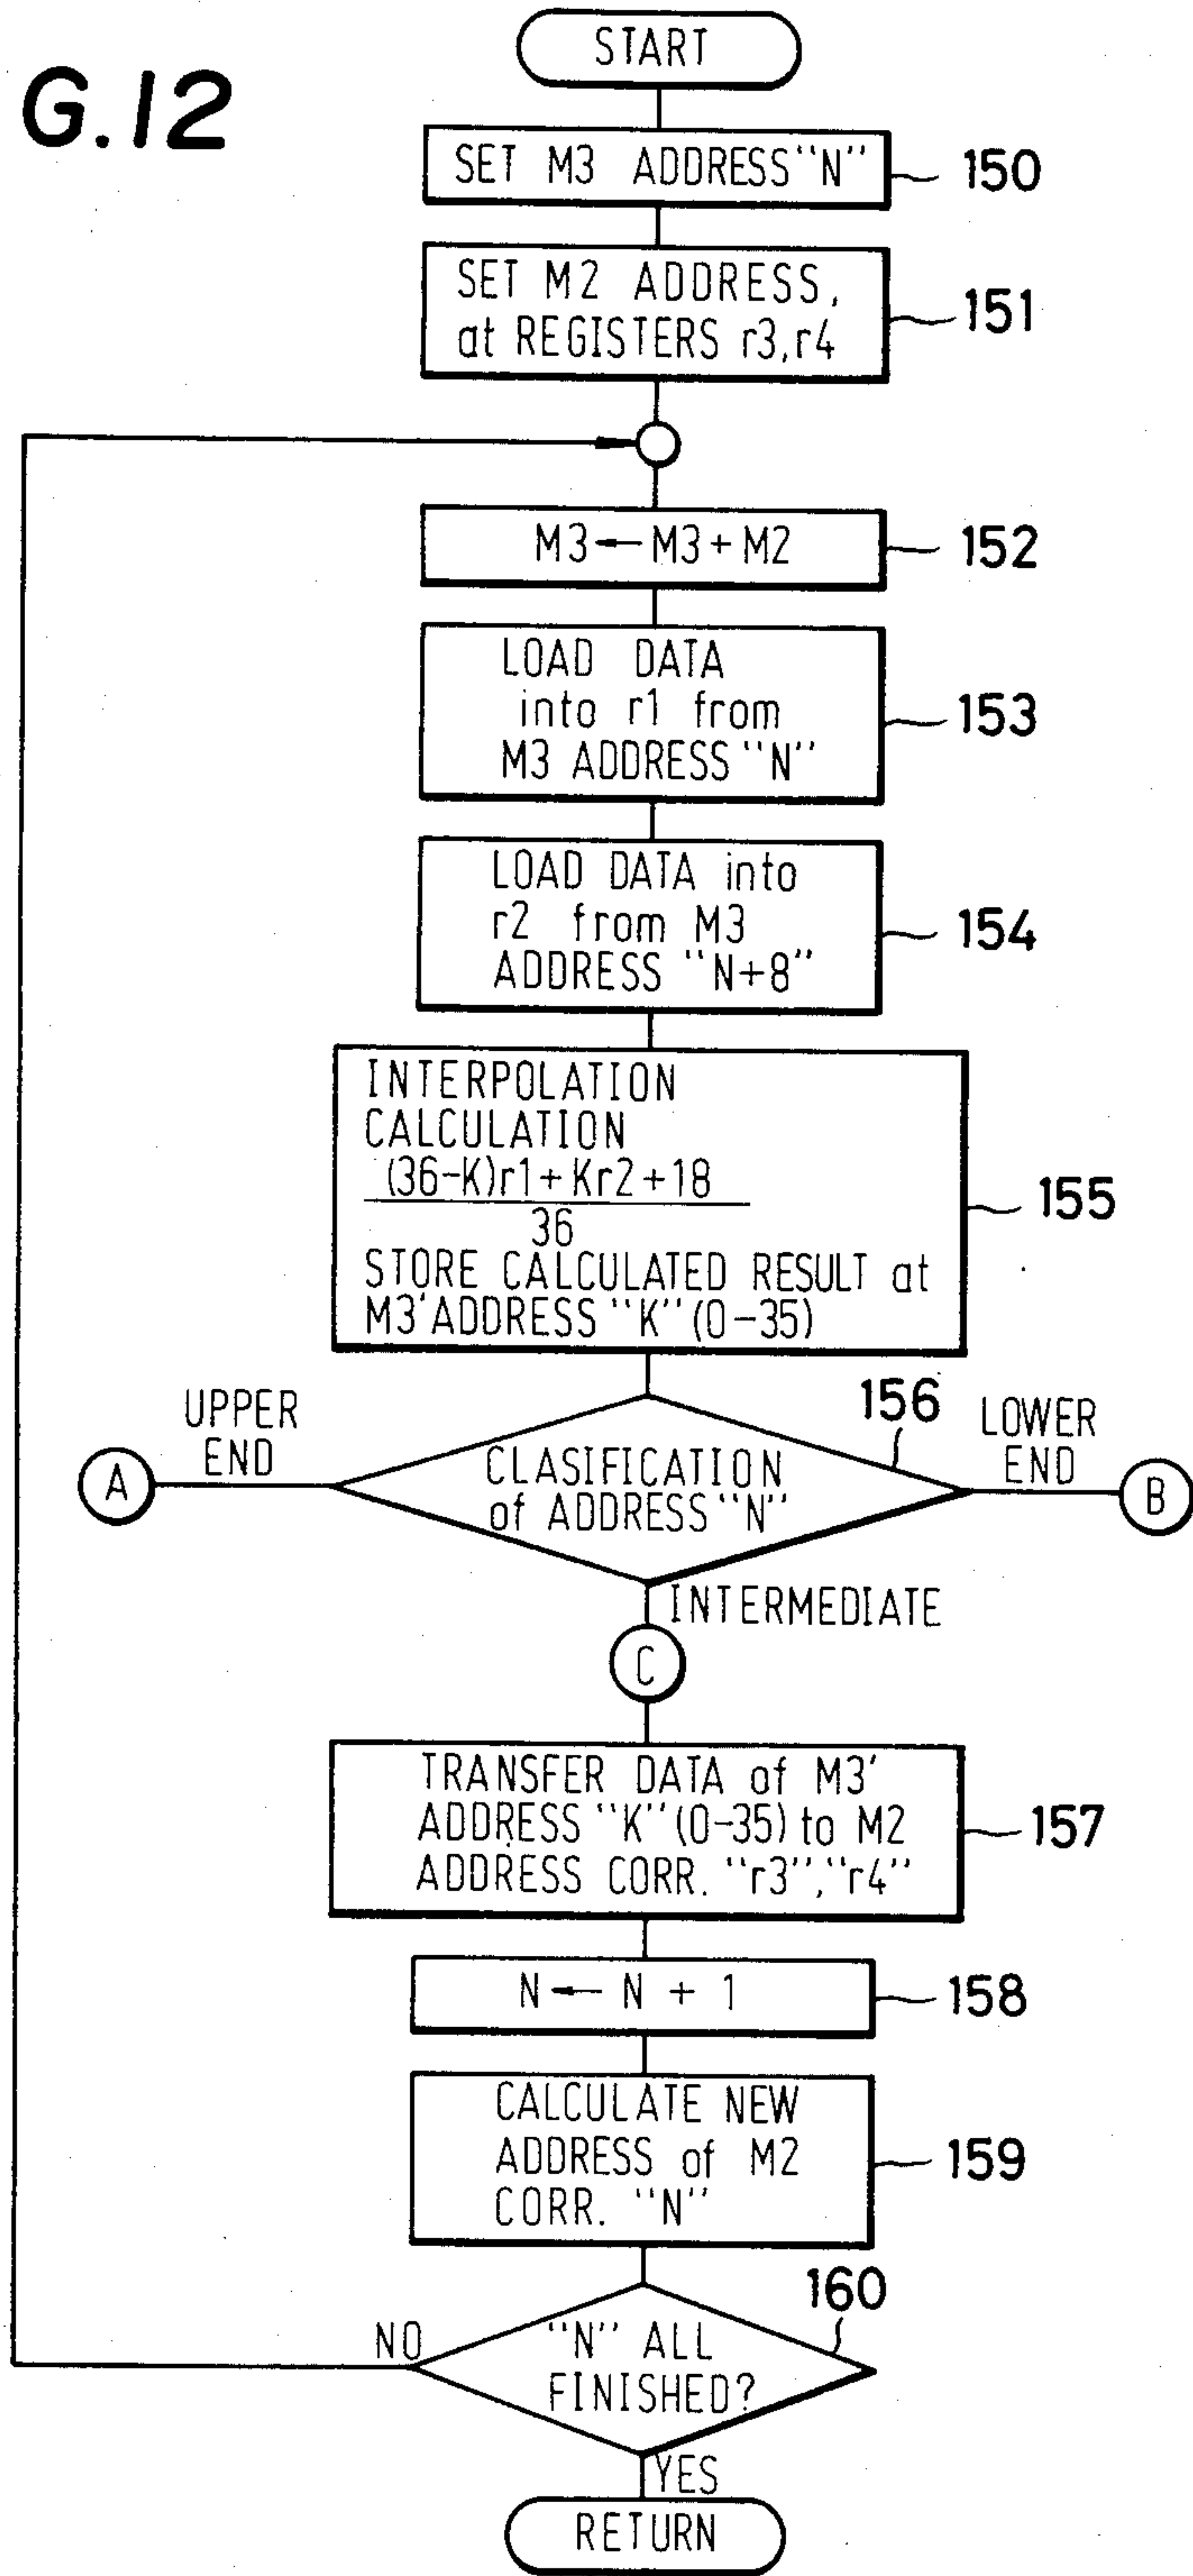 G.12
START
SET M3 ADDRESS "N"
150
SET M2 ADDRESS,
at REGISTERS r3,r4
151
M3 ← M3 + M2
152
LOAD DATA
into r1 from
M3 ADDRESS "N"
153
LOAD DATA into
r2 from M3
ADDRESS "N+8"
154
INTERPOLATION
CALCULATION
(36-K)r1+Kr2+18
36
STORE CALCULATED RESULT at
M3' ADDRESS "K" (0-35)
155
156
UPPER
END
LOWER
END
A
CLASIFICATION
of ADDRESS "N"
B
INTERMEDIATE
C
TRANSFER DATA of M3'
ADDRESS "K" (0-35) to M2
ADDRESS CORR. "r3", "r4"
157
N ← N + 1
158
CALCULATE NEW
ADDRESS of M2
CORR. "N"
159
160
NO
"N" ALL
FINISHED?
YES
RETURN